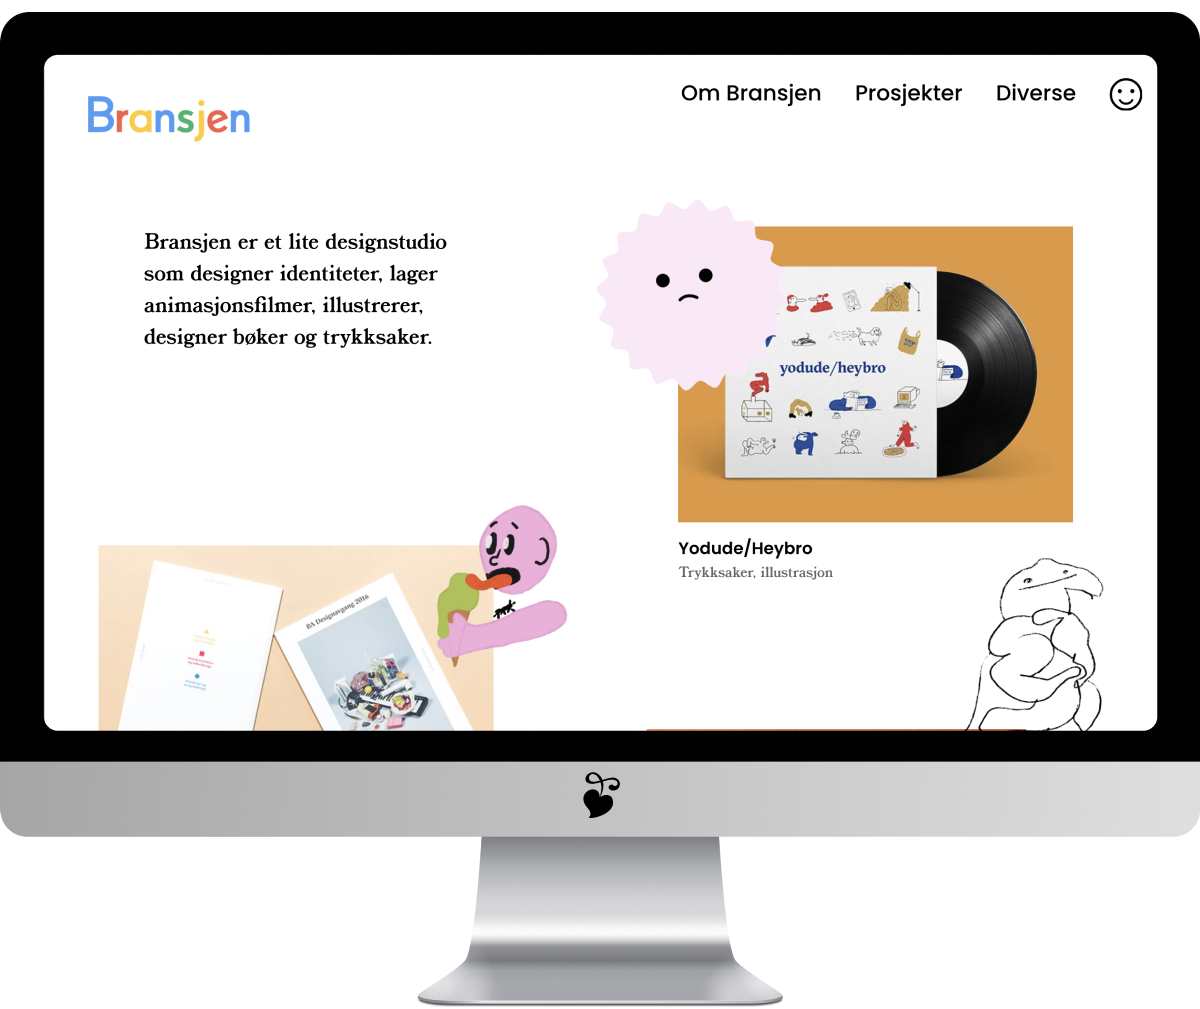 Bransjen
Om Bransjen
Prosjekter
Diverse
Bransjen er et lite designstudio
som designer identiteter, lager
animasjonsfilmer, illustrerer,
designer bøker og trykksaker.
yodude/heybro
Yodude/Heybro
Trykksaker, illustrasjon
BA Designavgang 2016